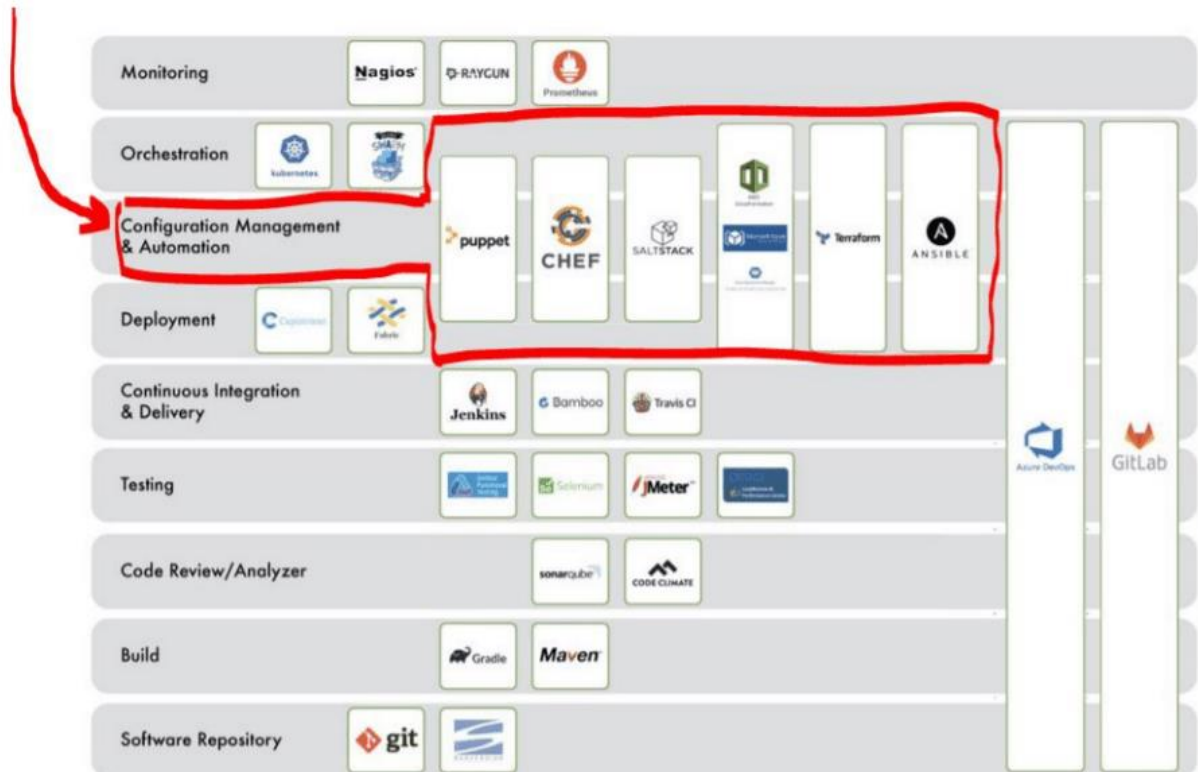 Monitoring
Nagios
RAYGUN
Prometheus
Orchestration
kubernetes
SWARM
Configuration Management
& Automation
puppet
CHEF
SALTSTACK
Terraform
ANSIBLE
Deployment
Fabric
Continuous Integration
& Delivery
Jenkins
Bamboo
Travis CI
Azure DevOps
GitLab
Testing
Selenium
JMeter
Code Review/Analyzer
sonarqube
CODE CLIMATE
Build
Gradle
Maven
Software Repository
git